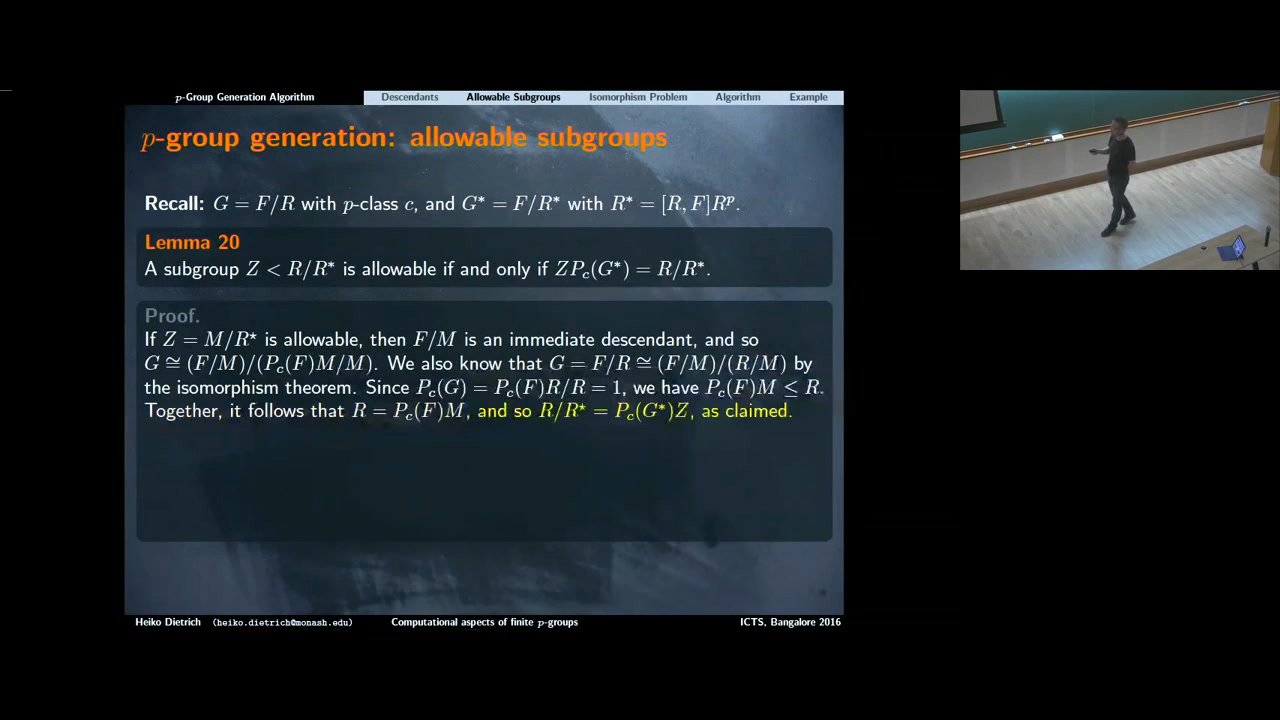 p-Group Generation Algorithm Descendants Allowable Subgroups Isomorphism Problem Algorithm Example
p-group generation: allowable subgroups
Recall: G = F/R with p-class c, and G* = F/R* with R* = [R, F]Rᵖ.
Lemma 20
A subgroup Z < R/R* is allowable if and only if ZP_c(G*) = R/R*.
Proof.
If Z = M/R* is allowable, then F/M is an immediate descendant, and so
G ≅ (F/M)/(P_c(F)M/M). We also know that G = F/R ≅ (F/M)/(R/M) by
the isomorphism theorem. Since P_c(G) = P_c(F)R/R = 1, we have P_c(F)M ≤ R.
Together, it follows that R = P_c(F)M, and so R/R* = P_c(G*)Z, as claimed.
Heiko Dietrich (heiko.dietrich@monash.edu) Computational aspects of finite p-groups ICTS, Bangalore 2016